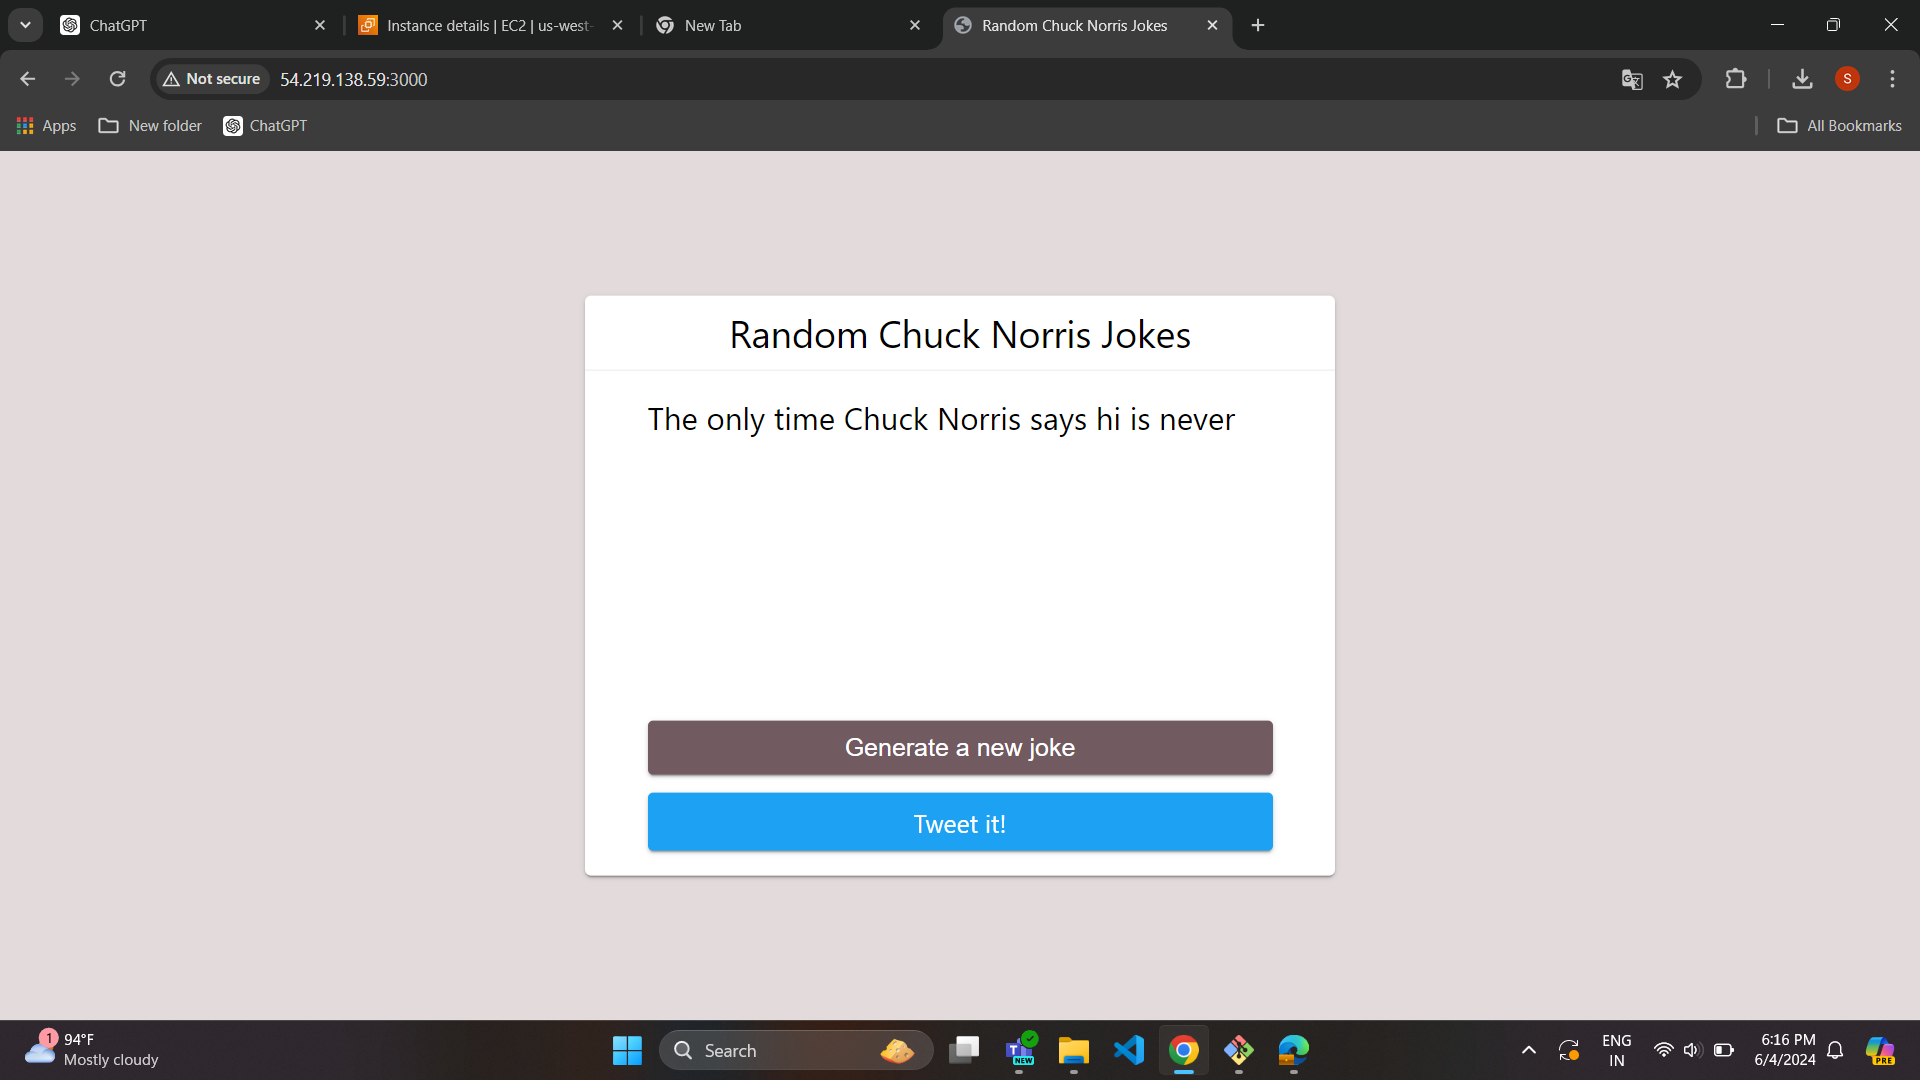 ChatGPT
Instance details | EC2 | us-west-
New Tab
Random Chuck Norris Jokes
Not secure
54.219.138.59:3000
S
Apps
New folder
ChatGPT
All Bookmarks
Random Chuck Norris Jokes
The only time Chuck Norris says hi is never
Generate a new joke
Tweet it!
1
94°F
Mostly cloudy
Search
NEW
ENG
IN
6:16 PM
6/4/2024
PRE